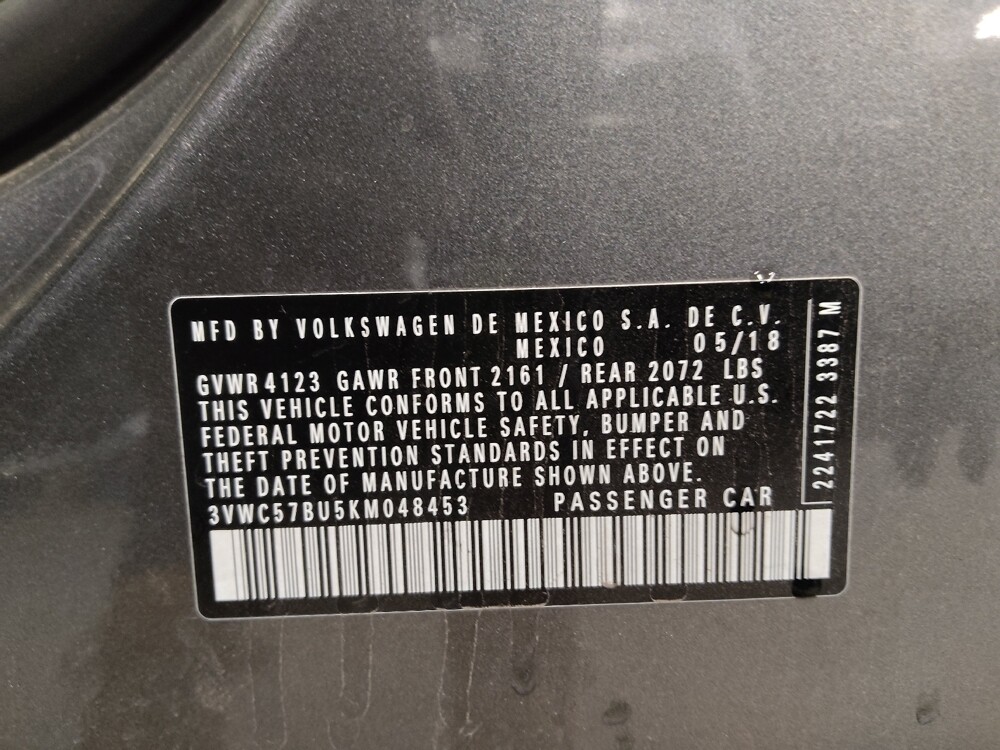 MFD BY VOLKSWAGEN DE MEXICO S.A. DE C.V.
MEXICO 05/18
GVWR 4123 GAWR FRONT 2161 / REAR 2072 LBS
THIS VEHICLE CONFORMS TO ALL APPLICABLE U.S.
FEDERAL MOTOR VEHICLE SAFETY, BUMPER AND
THEFT PREVENTION STANDARDS IN EFFECT ON
THE DATE OF MANUFACTURE SHOWN ABOVE.
3VWC57BU5KM048453 PASSENGER CAR
2241722 3387 M